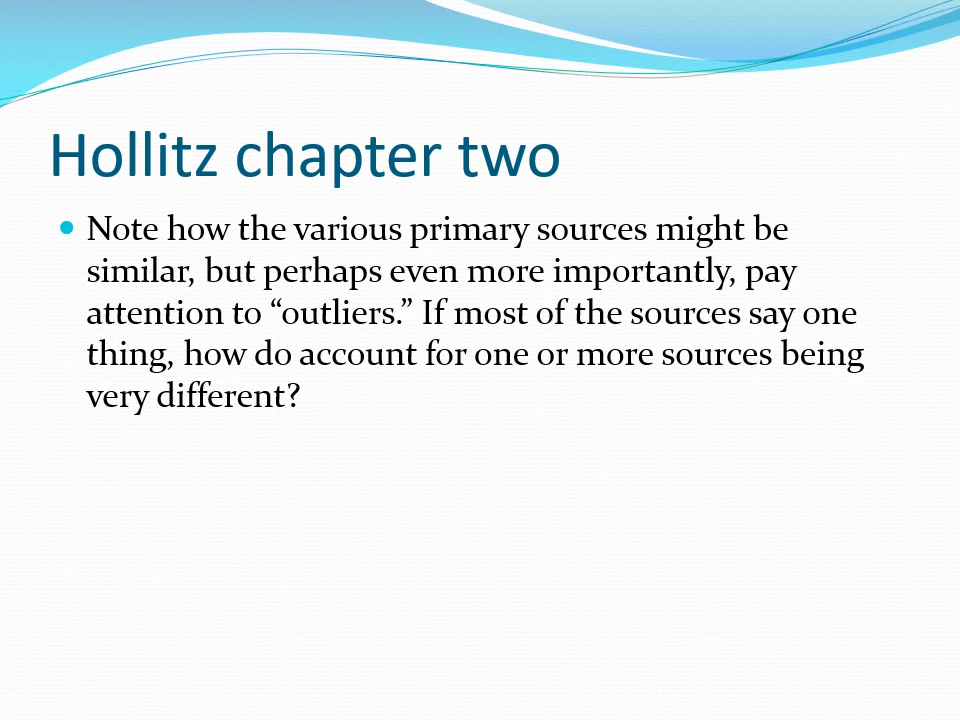 Hollitz chapter two
• Note how the various primary sources might be
similar, but perhaps even more importantly, pay
attention to “outliers.” If most of the sources say one
thing, how do account for one or more sources being
very different?